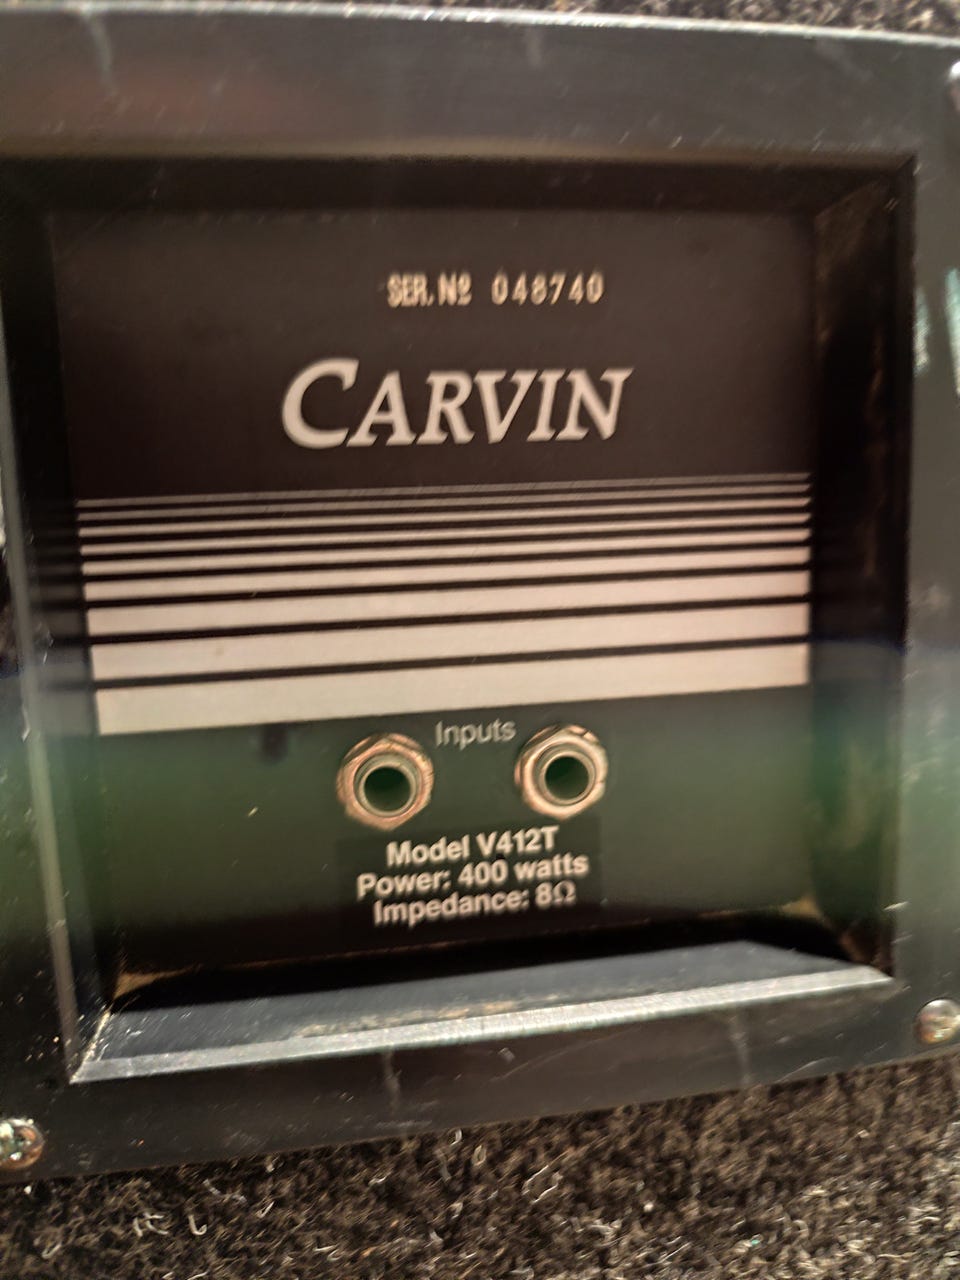 SER. Nº 048740
CARVIN
Inputs
Model V412T
Power: 400 watts
Impedance: 8Ω